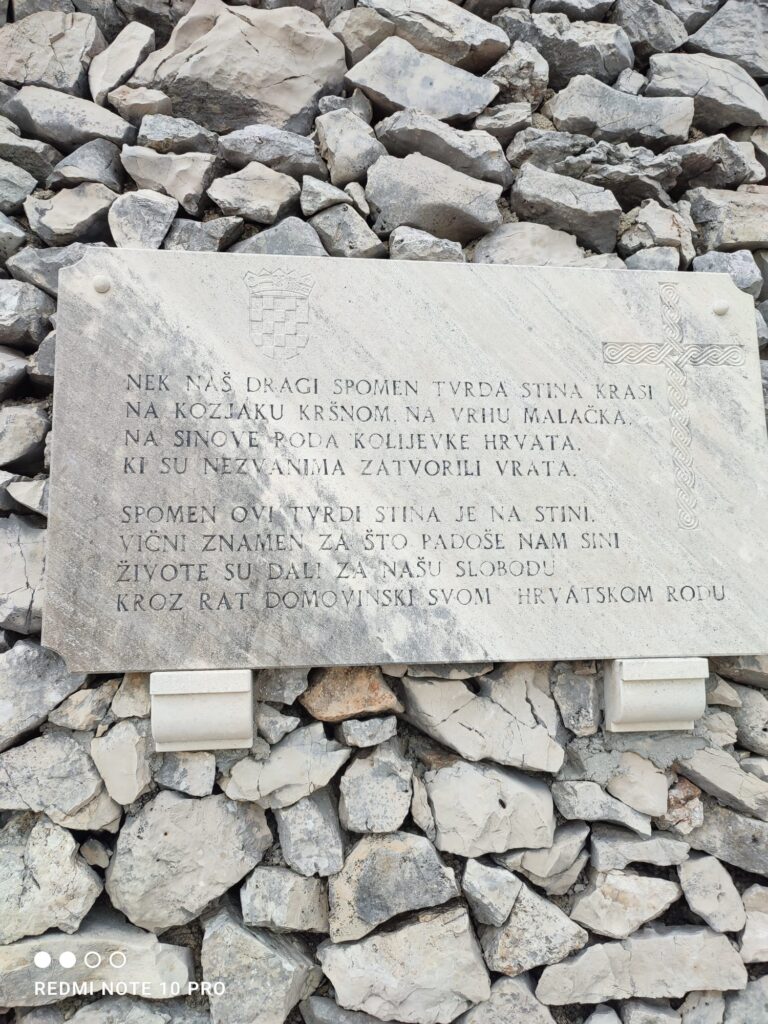 NEK NAŠ DRAGI SPOMEN TVRDA STINA KRASI
NA KOZJAKU KRŠNOM, NA VRHU MALAČKA,
NA SINOVE RODA KOLIJEVKE HRVATA,
KI SU NEZVANIMA ZATVORILI VRATA.
SPOMEN OVI TVRDI STINA JE NA STINI,
VIČNI ZNAMEN ZA ŠTO PADOŠE NAM SINI
ŽIVOTE SU DALI ZA NAŠU SLOBODU
KROZ RAT DOMOVINSKI SVOM HRVATSKOM RODU
REDMI NOTE 10 PRO